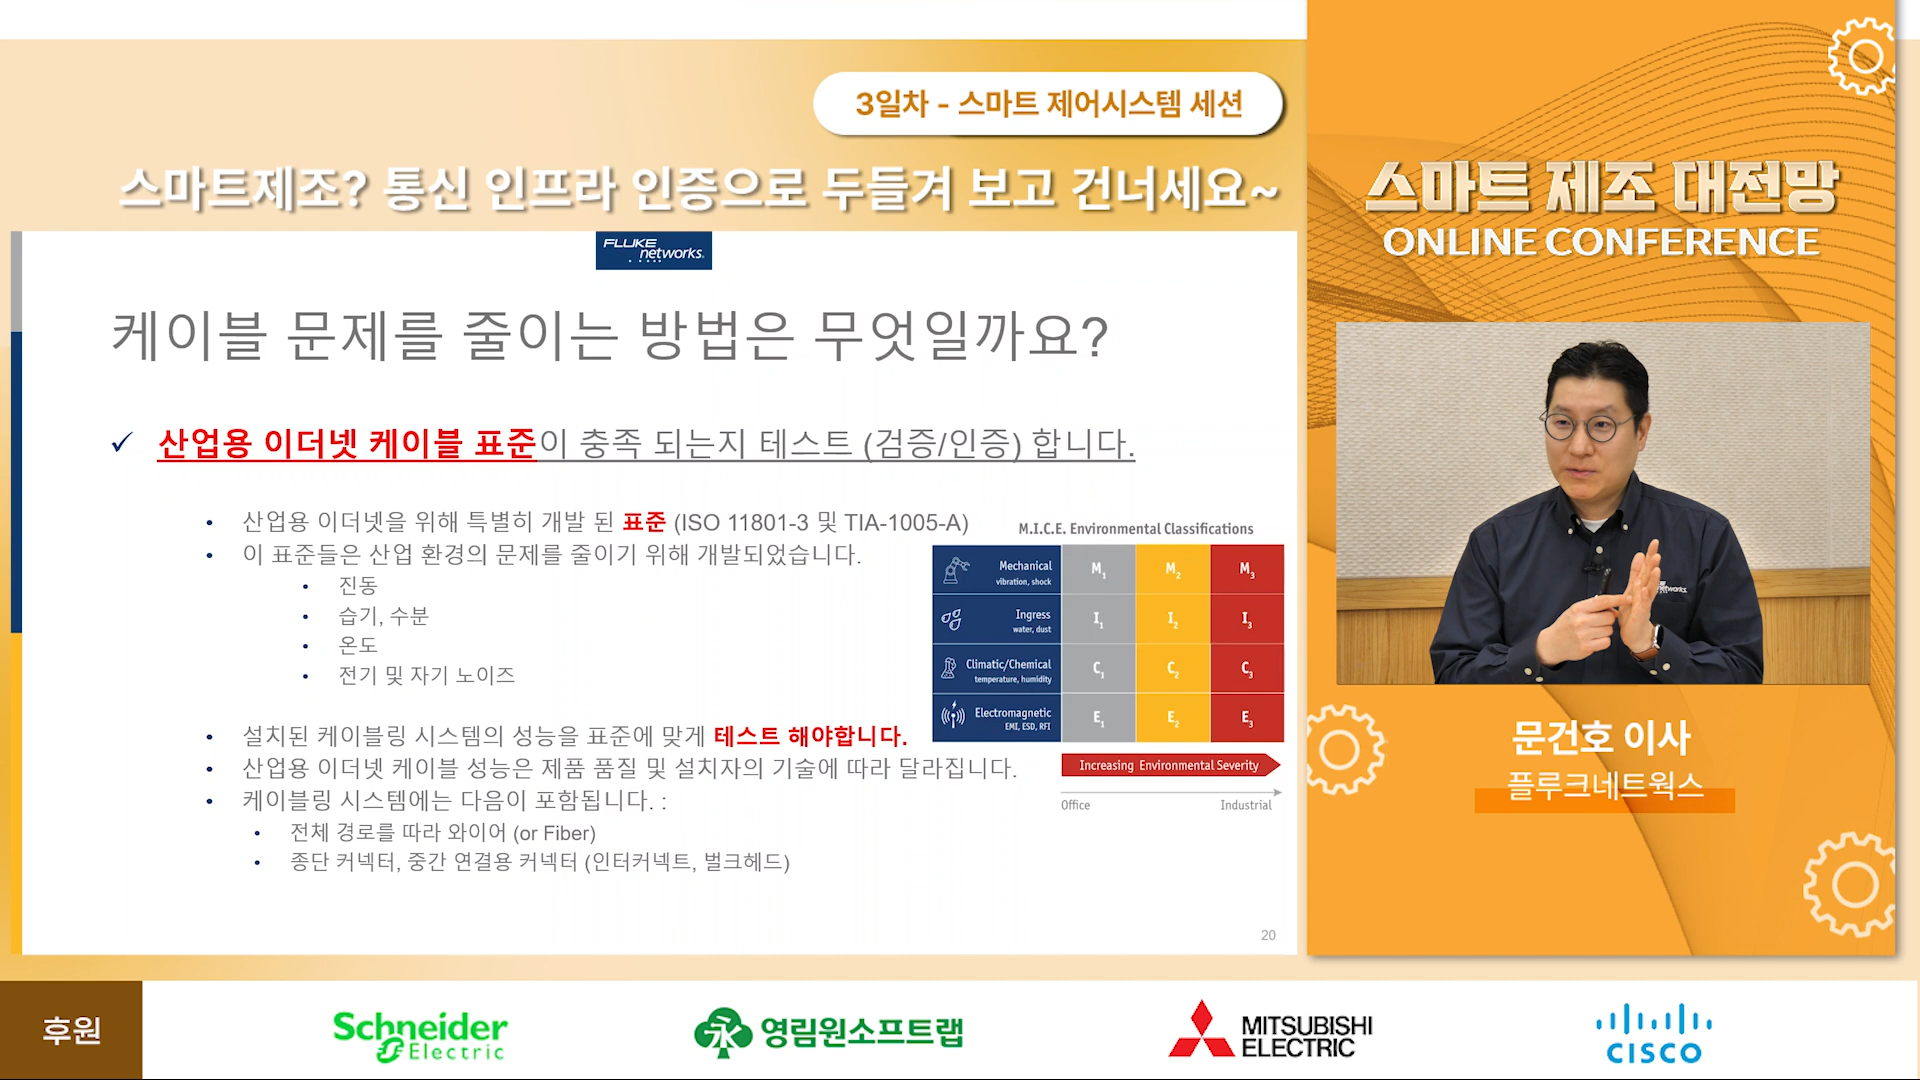 3일차 - 스마트 제어시스템 세션
스마트제조? 통신 인프라 인증으로 두들겨 보고 건너세요~
FLUKE
networks®
케이블 문제를 줄이는 방법은 무엇일까요?
✓ 산업용 이더넷 케이블 표준이 충족 되는지 테스트 (검증/인증) 합니다.
• 산업용 이더넷을 위해 특별히 개발 된 표준 (ISO 11801-3 및 TIA-1005-A)
• 이 표준들은 산업 환경의 문제를 줄이기 위해 개발되었습니다.
• 진동
• 습기, 수분
• 온도
• 전기 및 자기 노이즈
• 설치된 케이블링 시스템의 성능을 표준에 맞게 테스트 해야합니다.
• 산업용 이더넷 케이블 성능은 제품 품질 및 설치자의 기술에 따라 달라집니다.
• 케이블링 시스템에는 다음이 포함됩니다. :
• 전체 경로를 따라 와이어 (or Fiber)
• 종단 커넥터, 중간 연결용 커넥터 (인터커넥트, 벌크헤드)
M.I.C.E. Environmental Classifications
Mechanical M1 M2 M3
vibration, shock
Ingress I1 I2 I3
water, dust
Climatic/Chemical C1 C2 C3
temperature, humidity
Electromagnetic E1 E2 E3
EMI, ESD, RFI
Increasing Environmental Severity
Office Industrial
20
스마트 제조 대전망
ONLINE CONFERENCE
networks.
문건호 이사
플루크네트웍스
후원
Schneider
Electric
永 영림원소프트랩
MITSUBISHI
ELECTRIC
CISCO